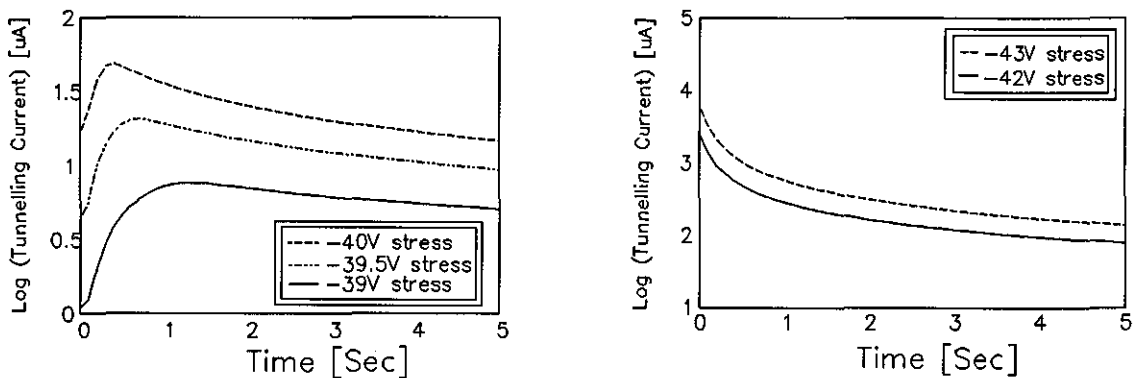 Log (Tunnelling Current) [uA]
2
1.5
1
0.5
0
-40V stress
-39.5V stress
-39V stress
0 1 2 3 4 5
Time [Sec]
Log (Tunnelling Current) [uA]
5
4
3
2
1
-43V stress
-42V stress
0 1 2 3 4 5
Time [Sec]